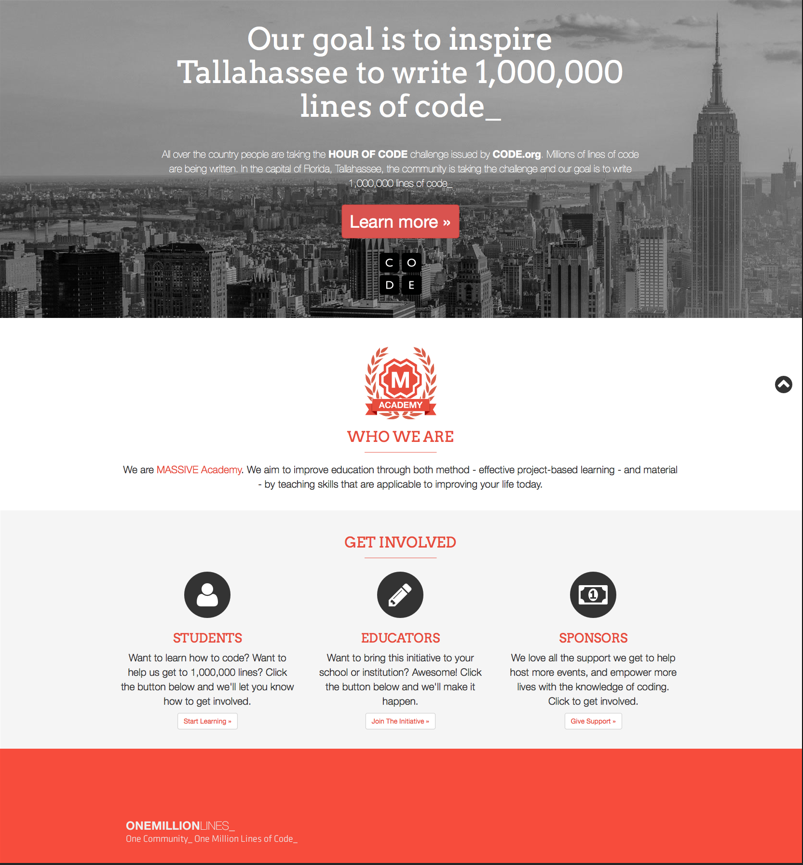 Our goal is to inspire
Tallahassee to write 1,000,000
lines of code_
All over the country people are taking the HOUR OF CODE challenge issued by CODE.org. Millions of lines of code
are being written. In the capital of Florida, Tallahassee, the community is taking the challenge and our goal is to write
1,000,000 lines of code_
Learn more »
C O
D E
M
ACADEMY
WHO WE ARE
We are MASSIVE Academy. We aim to improve education through both method - effective project-based learning - and material
- by teaching skills that are applicable to improving your life today.
GET INVOLVED
1
STUDENTS
Want to learn how to code? Want to
help us get to 1,000,000 lines? Click
the button below and we'll let you know
how to get involved.
Start Learning »
EDUCATORS
Want to bring this initiative to your
school or institution? Awesome! Click
the button below and we'll make it
happen.
Join The Initiative »
SPONSORS
We love all the support we get to help
host more events, and empower more
lives with the knowledge of coding.
Click to get involved.
Give Support »
ONEMILLIONLINES_
One Community_ One Million Lines of Code_